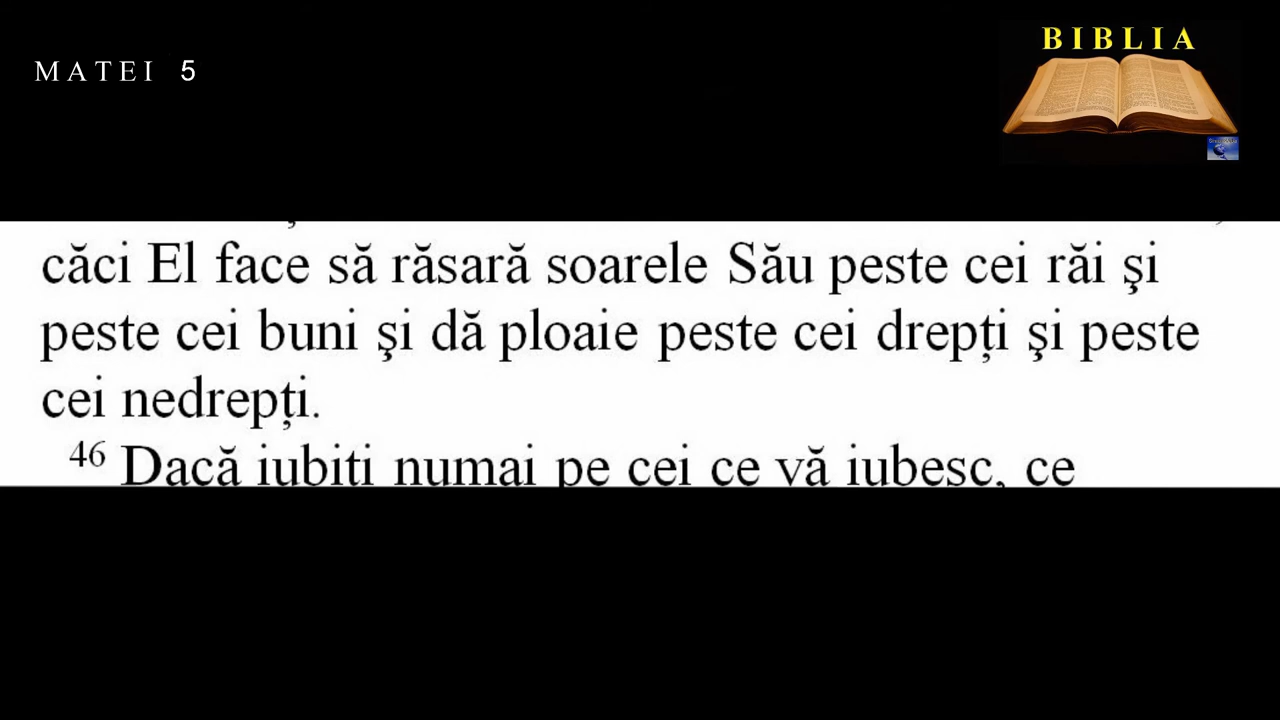 BIBLIA
MATEI 5
căci El face să răsară soarele Său peste cei răi şi
peste cei buni şi dă ploaie peste cei drepți şi peste
cei nedrepți.
46 Dacă iubiți numai pe cei ce vă iubesc, ce